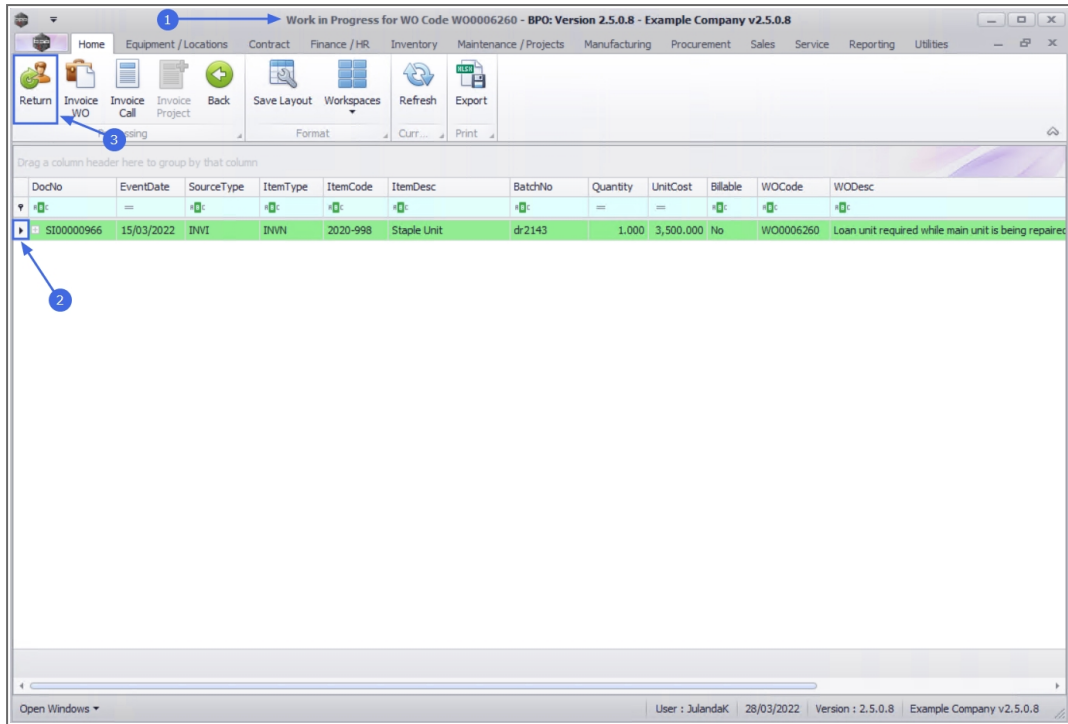 1
Work in Progress for WO Code WO0006260 - BPO: Version 2.5.0.8 - Example Company v2.5.0.8
Home Equipment / Locations Contract Finance / HR Inventory Maintenance / Projects Manufacturing Procurement Sales Service Reporting Utilities
Return Invoice WO Invoice Call Invoice Project Back Save Layout Workspaces Refresh Export
3
Format Curr... Print
Drag a column header here to group by that column
DocNo EventDate SourceType ItemType ItemCode ItemDesc BatchNo Quantity UnitCost Billable WOCode WODesc
SI00000966 15/03/2022 INVI INVN 2020-998 Staple Unit dr2143 1.000 3,500.000 No WO0006260 Loan unit required while main unit is being repaired
2
Open Windows User : JulandaK 28/03/2022 Version : 2.5.0.8 Example Company v2.5.0.8